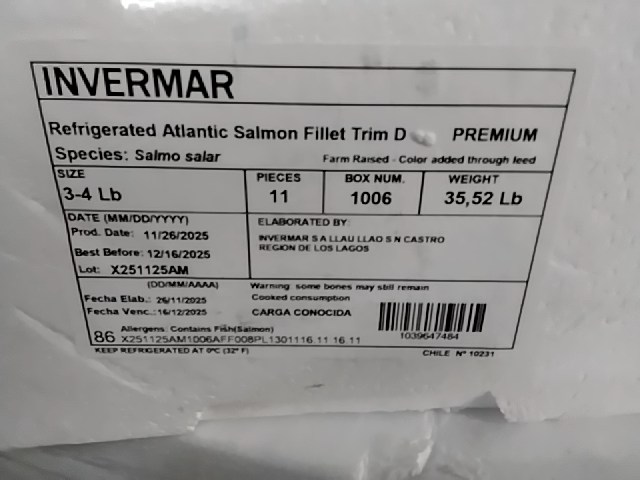 INVERMAR
Refrigerated Atlantic Salmon Fillet Trim D PREMIUM
Species: Salmo salar Farm Raised - Color added through feed
SIZE PIECES BOX NUM. WEIGHT
3-4 Lb 11 1006 35,52 Lb
DATE (MM/DD/YYYY) ELABORATED BY:
Prod. Date: 11/26/2025 INVERMAR S A LLAU LLAO S N CASTRO
REGION DE LOS LAGOS
Best Before: 12/16/2025
Lot: X251125AM
(DD/MM/AAAA) Warning: some bones may still remain
Fecha Elab.: 26/11/2025 Cooked consumption
Fecha Venc.: 16/12/2025 CARGA CONOCIDA
Allergens: Contains Fish(Salmon)
86 X251125AM1006AFF008PL1301116 11 16 11 1039647484
KEEP REFRIGERATED AT 0ºC (32º F) CHILE Nº 10231